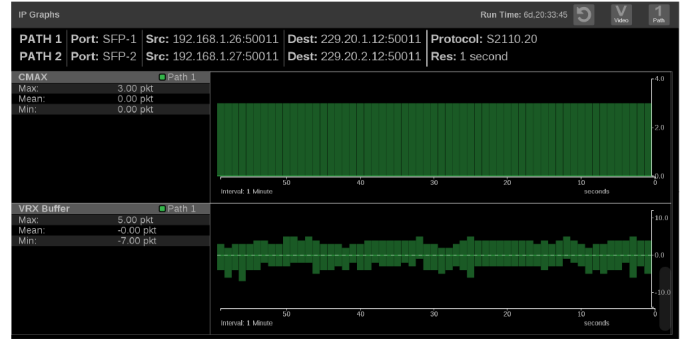 IP Graphs Run Time: 6d,20:33:45 V Video 1 Path
PATH 1 Port: SFP-1 Src: 192.168.1.26:50011 Dest: 229.20.1.12:50011 Protocol: S2110.20
PATH 2 Port: SFP-2 Src: 192.168.1.27:50011 Dest: 229.20.2.12:50011 Res: 1 second
CMAX Path 1
Max: 3.00 pkt
Mean: 0.00 pkt
Min: 0.00 pkt
4.0
2.0
0.0
50 40 30 20 10 0
Interval: 1 Minute seconds
VRX Buffer Path 1
Max: 5.00 pkt
Mean: -0.00 pkt
Min: -7.00 pkt
10.0
0.0
-10.0
50 40 30 20 10 0
Interval: 1 Minute seconds